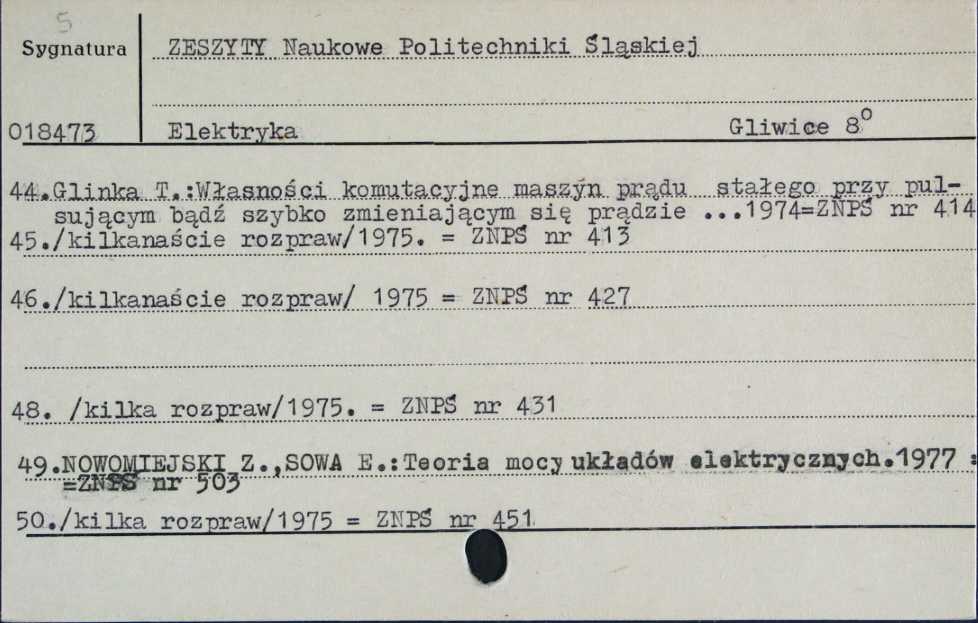 5
Sygnatura ZESZYTY Naukowe Politechniki Śląskiej
018473 Elektryka Gliwice 8°
44.Glinka T.:Własności komutacyjne maszyn prądu stałego przy pul-
sującym bądź szybko zmieniającym się prądzie ...1974=ZNPŚ nr 414
45./kilkanaście rozpraw/1975. = ZNPŚ nr 413
46./kilkanaście rozpraw/ 1975 = ZNPŚ nr 427
48. /kilka rozpraw/1975. = ZNPŚ nr 431
49.NOWOMIEJSKI Z.,SOWA E.:Teoria mocy układów elektrycznych.1977 =
=ZNPŚ nr 503
50./kilka rozpraw/1975 = ZNPŚ nr 451